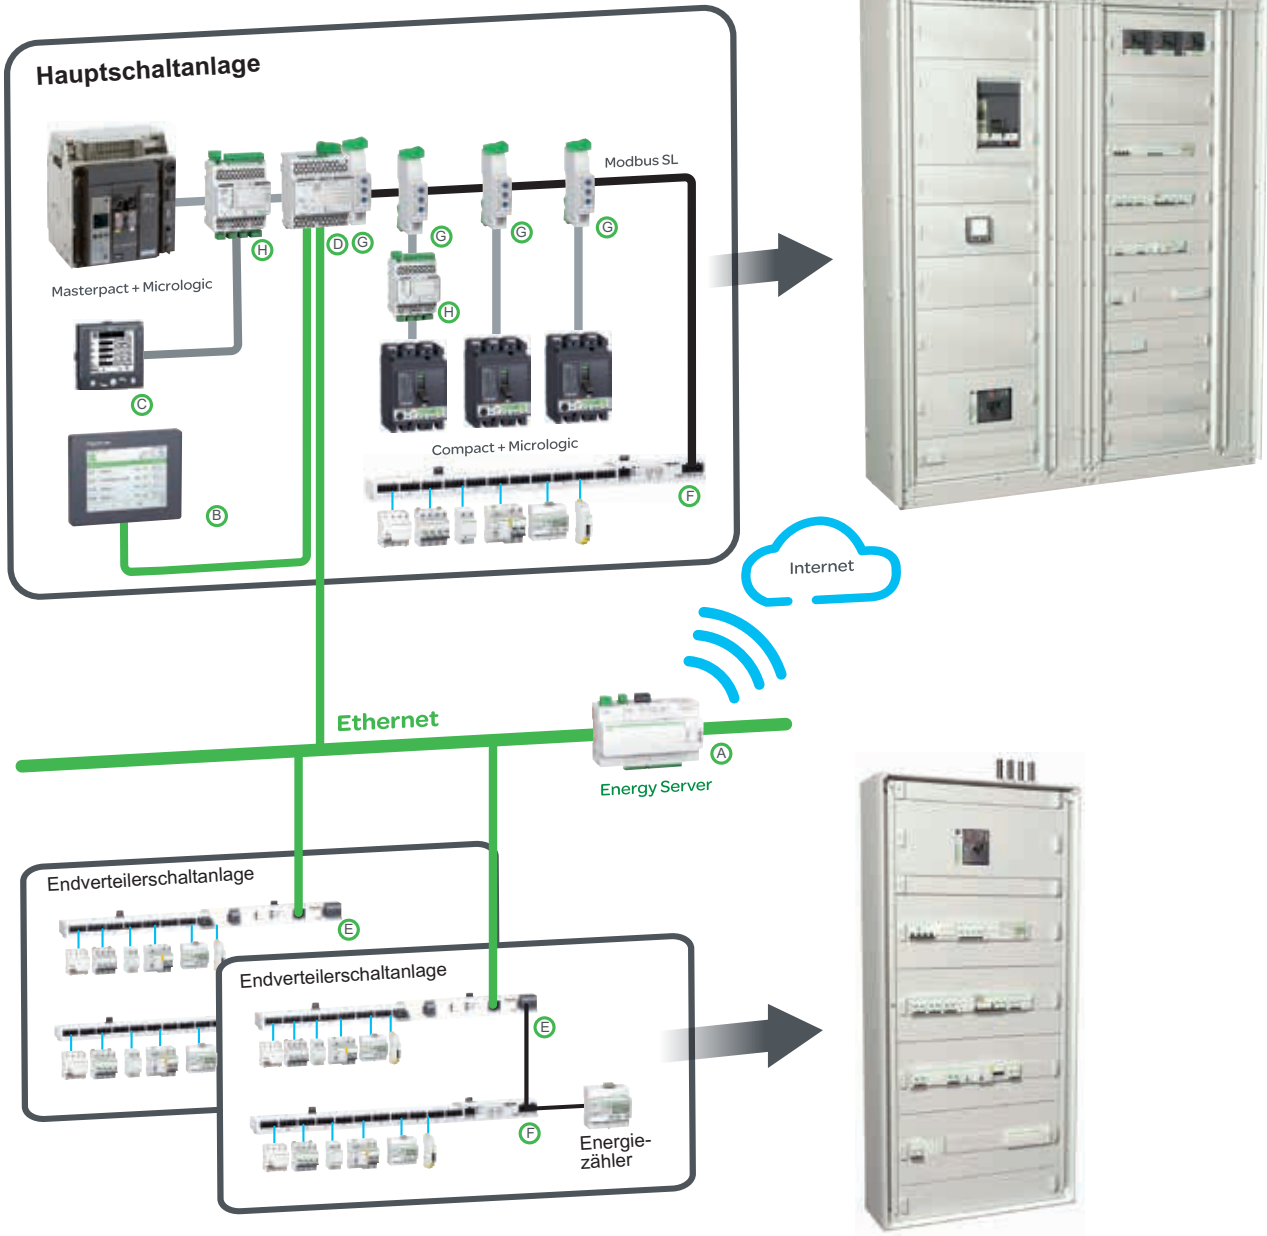 Hauptschaltanlage
Modbus SL
H
D
G
G
G
G
Masterpact + Micrologic
H
C
Compact + Micrologic
B
F
Internet
Ethernet
A
Energy Server
Endverteilerschaltanlage
E
Endverteilerschaltanlage
E
F
Energie-
zähler